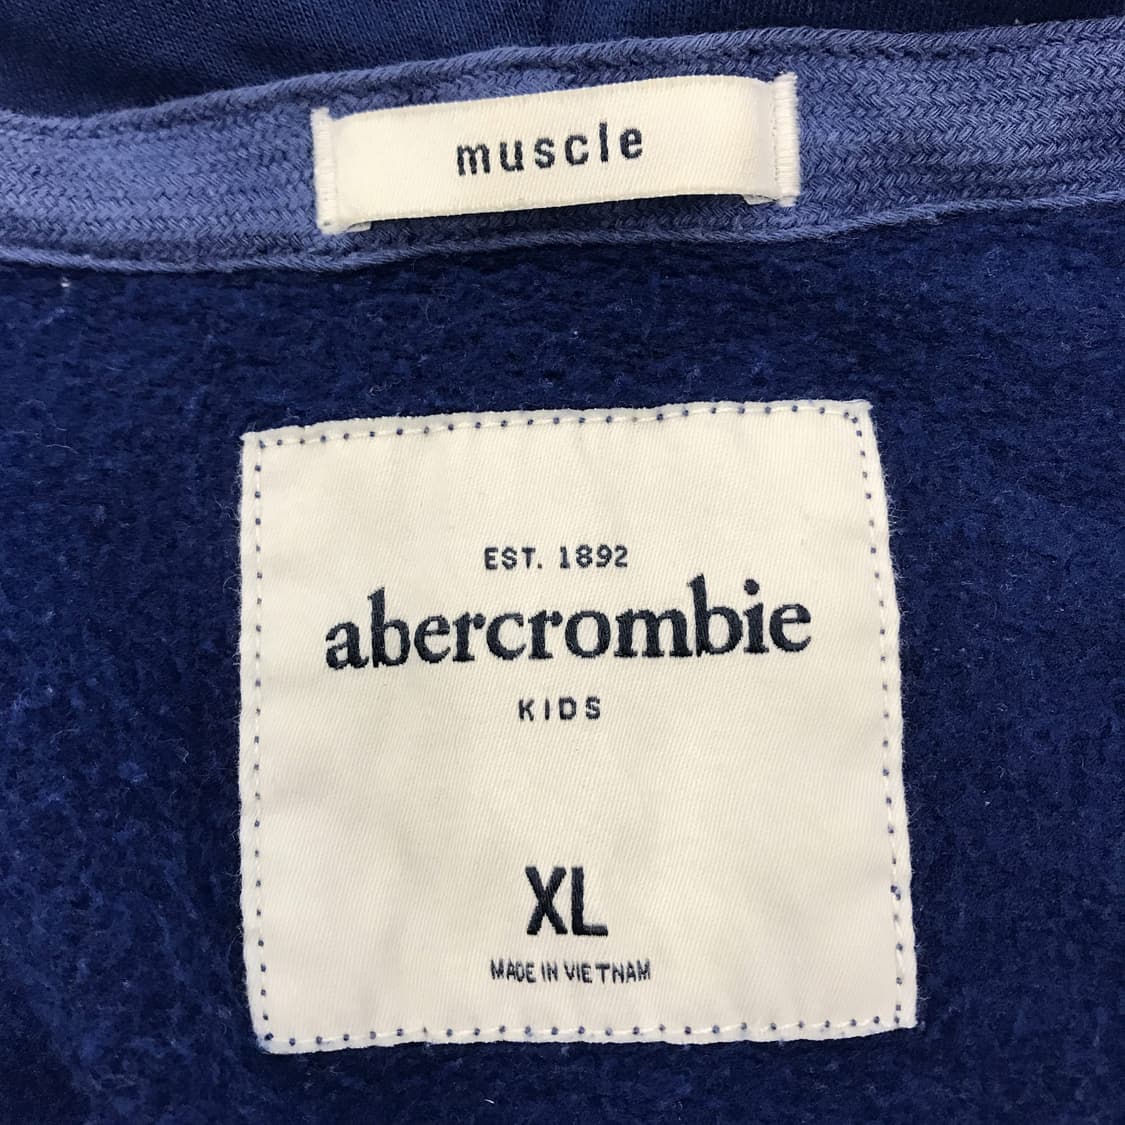 muscle
EST. 1892
abercrombie
KIDS
XL
MADE IN VIETNAM